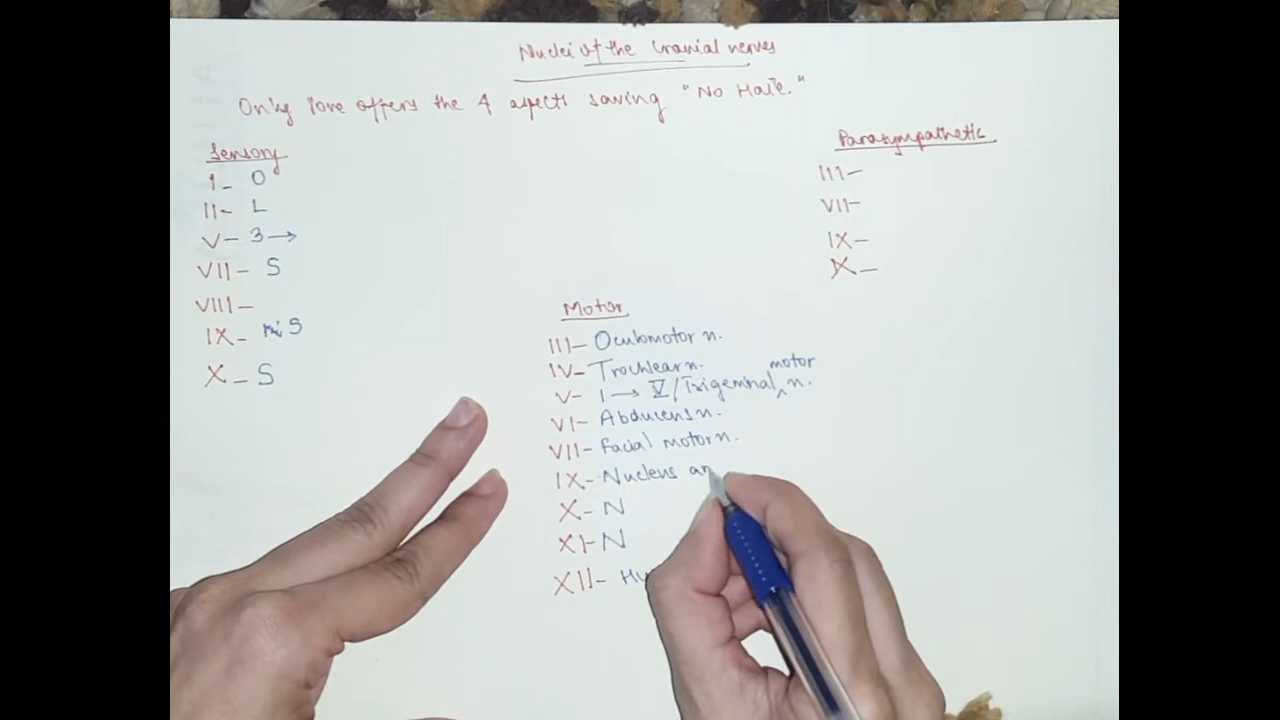 Nuclei of the Cranial nerves
Only love offers the 4 aspects saving "No Hate."
Sensory
I- O
II- L
V- 3→
VII- S
VIII-
IX- S
X- S
Parasympathetic
III-
VII-
IX-
X-
Motor
III- Oculomotor n.
IV- Trochlear n.
V- 1 → V/Trigeminal motor n.
VI- Abducens n.
VII- Facial motor n.
IX- Nucleus am
X- N
XI- N
XII- Hy